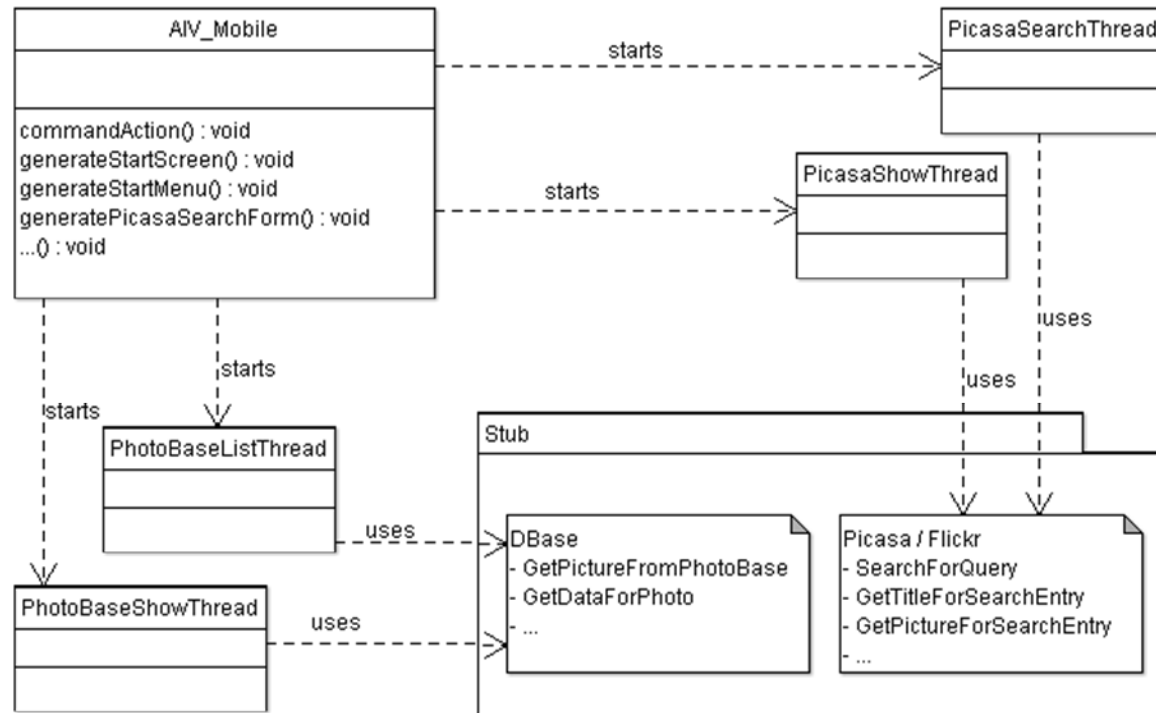 AIV_Mobile
commandAction() : void
generateStartScreen() : void
generateStartMenu() : void
generatePicasaSearchForm() : void
...() : void
starts
PicasaSearchThread
starts
PicasaShowThread
uses
uses
starts
starts
PhotoBaseListThread
uses
PhotoBaseShowThread
uses
Stub
DBase
- GetPictureFromPhotoBase
- GetDataForPhoto
- ...
Picasa / Flickr
- SearchForQuery
- GetTitleForSearchEntry
- GetPictureForSearchEntry
- ...